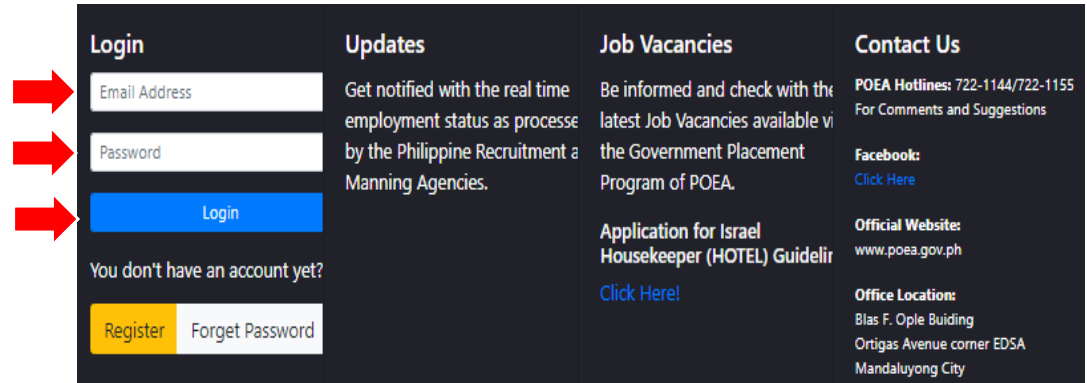 Login
Email Address
Password
Login
You don't have an account yet?
Register Forget Password
Updates
Get notified with the real time
employment status as processe
by the Philippine Recruitment a
Manning Agencies.
Job Vacancies
Be informed and check with the
latest Job Vacancies available vi
the Government Placement
Program of POEA.
Application for Israel
Housekeeper (HOTEL) Guidelin
Click Here!
Contact Us
POEA Hotlines: 722-1144/722-1155
For Comments and Suggestions
Facebook:
Click Here
Official Website:
www.poea.gov.ph
Office Location:
Blas F. Ople Buiding
Ortigas Avenue corner EDSA
Mandaluyong City